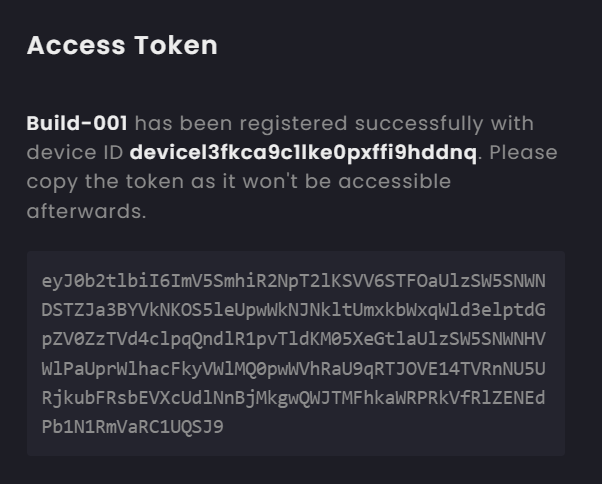 Access Token
Build-001 has been registered successfully with
device ID devicel3fkca9c1lke0pxffi9hddnq. Please
copy the token as it won't be accessible
afterwards.
eyJ0b2tlbiI6ImV5SmhiR2NpT2lKSVV6STFOaUlzSW5SNWN
DSTZJa3BYVkNKOS5leUpwWkNJNkltUmxkbWxqWld3elptdG
pZV0ZzTVd4clpqQndlR1pvTldKM05XeGtlaUlzSW5SNWNHV
WlPaUprWlhacFkyVWlMQ0pwWVhRaU9qRTJOVE14TVRnNU5U
RjkubFRsbEVXcUdlNnBjMkgwQWJTMFhkaWRPRkVfRlZENEd
Pb1N1RmVaRC1UQSJ9